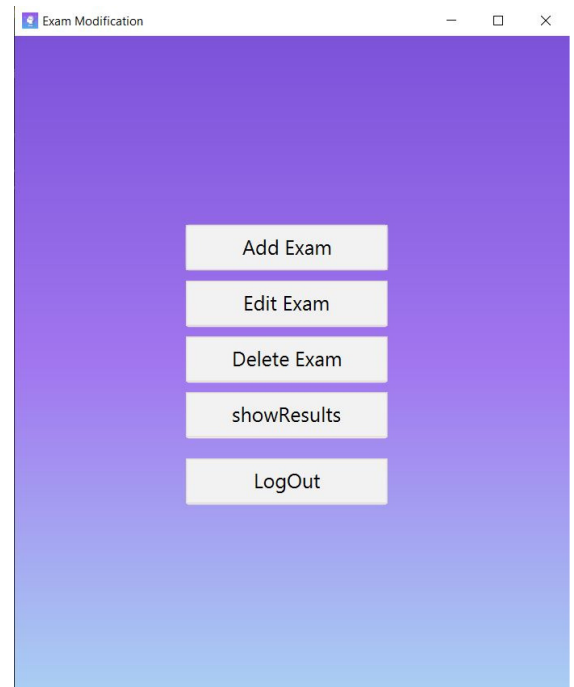 Exam Modification
Add Exam
Edit Exam
Delete Exam
showResults
LogOut